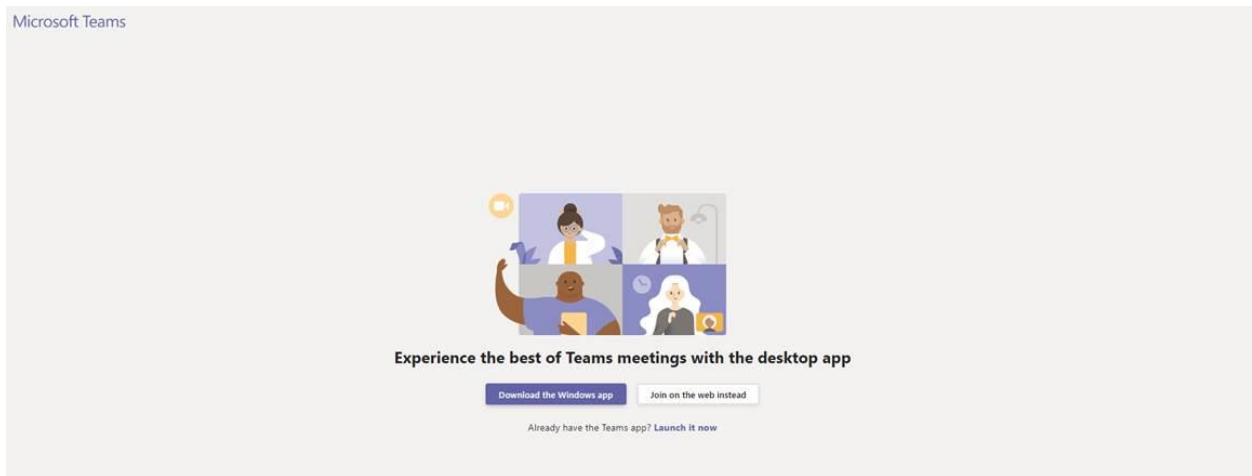 Microsoft Teams
Experience the best of Teams meetings with the desktop app
Download the Windows app
Join on the web instead
Already have the Teams app? Launch it now